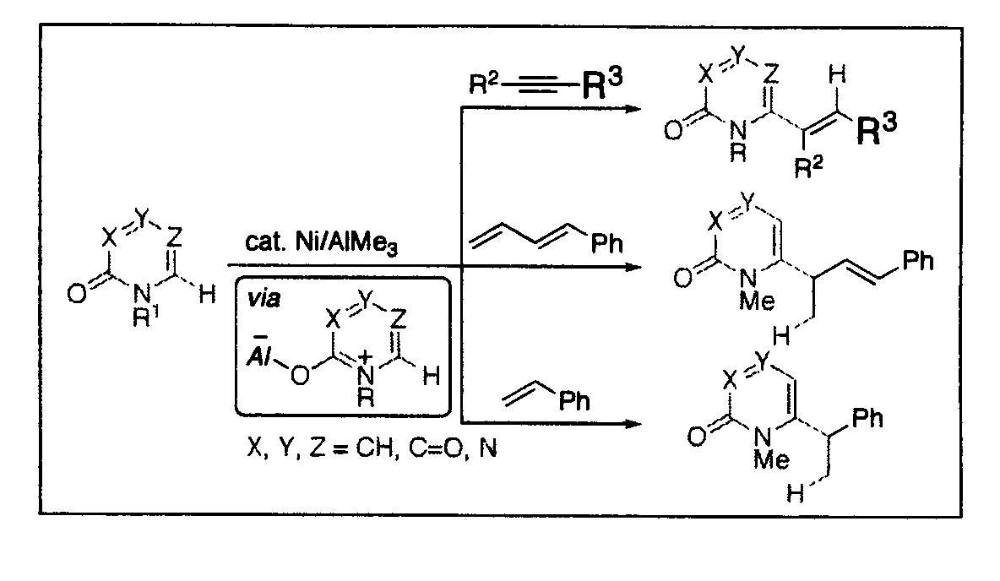 R² R³
X Y Z H
O N R R² R³
X Y Z
O N R¹ H
cat. Ni/AlMe₃
Ph
X Y
O N Me Ph
H
via
X Y Z
Al̄ O N⁺ R H
Ph
X Y
O N Me Ph
H
X, Y, Z = CH, C=O, N